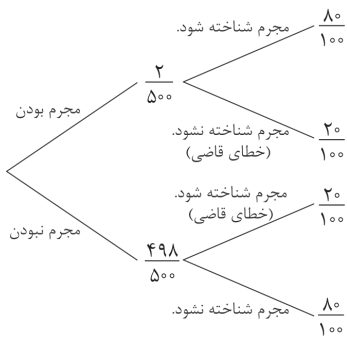 مجرم شناخته شود. ۸۰/۱۰۰
۲/۵۰۰
مجرم بودن
مجرم شناخته نشود. ۲۰/۱۰۰
(خطای قاضی)
مجرم شناخته شود. ۲۰/۱۰۰
(خطای قاضی)
مجرم نبودن
۴۹۸/۵۰۰
مجرم شناخته نشود. ۸۰/۱۰۰